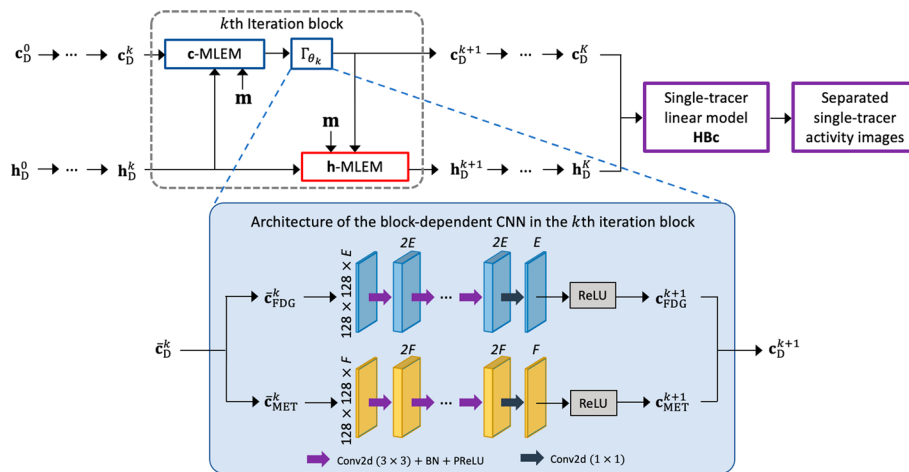 kth Iteration block
c_D^0 ... c_D^k c-MLEM Γ_θk c_D^{k+1} ... c_D^K
m
Single-tracer
linear model
HBc
Separated
single-tracer
activity images
m
h_D^0 ... h_D^k h-MLEM h_D^{k+1} ... h_D^K
Architecture of the block-dependent CNN in the kth iteration block
2E 2E E
128 × 128 × E
c̄_FDG^k ... ReLU c_FDG^{k+1}
c̄_D^k c_D^{k+1}
2F 2F F
128 × 128 × F
c̄_MET^k ... ReLU c_MET^{k+1}
Conv2d (3 × 3) + BN + PReLU Conv2d (1 × 1)